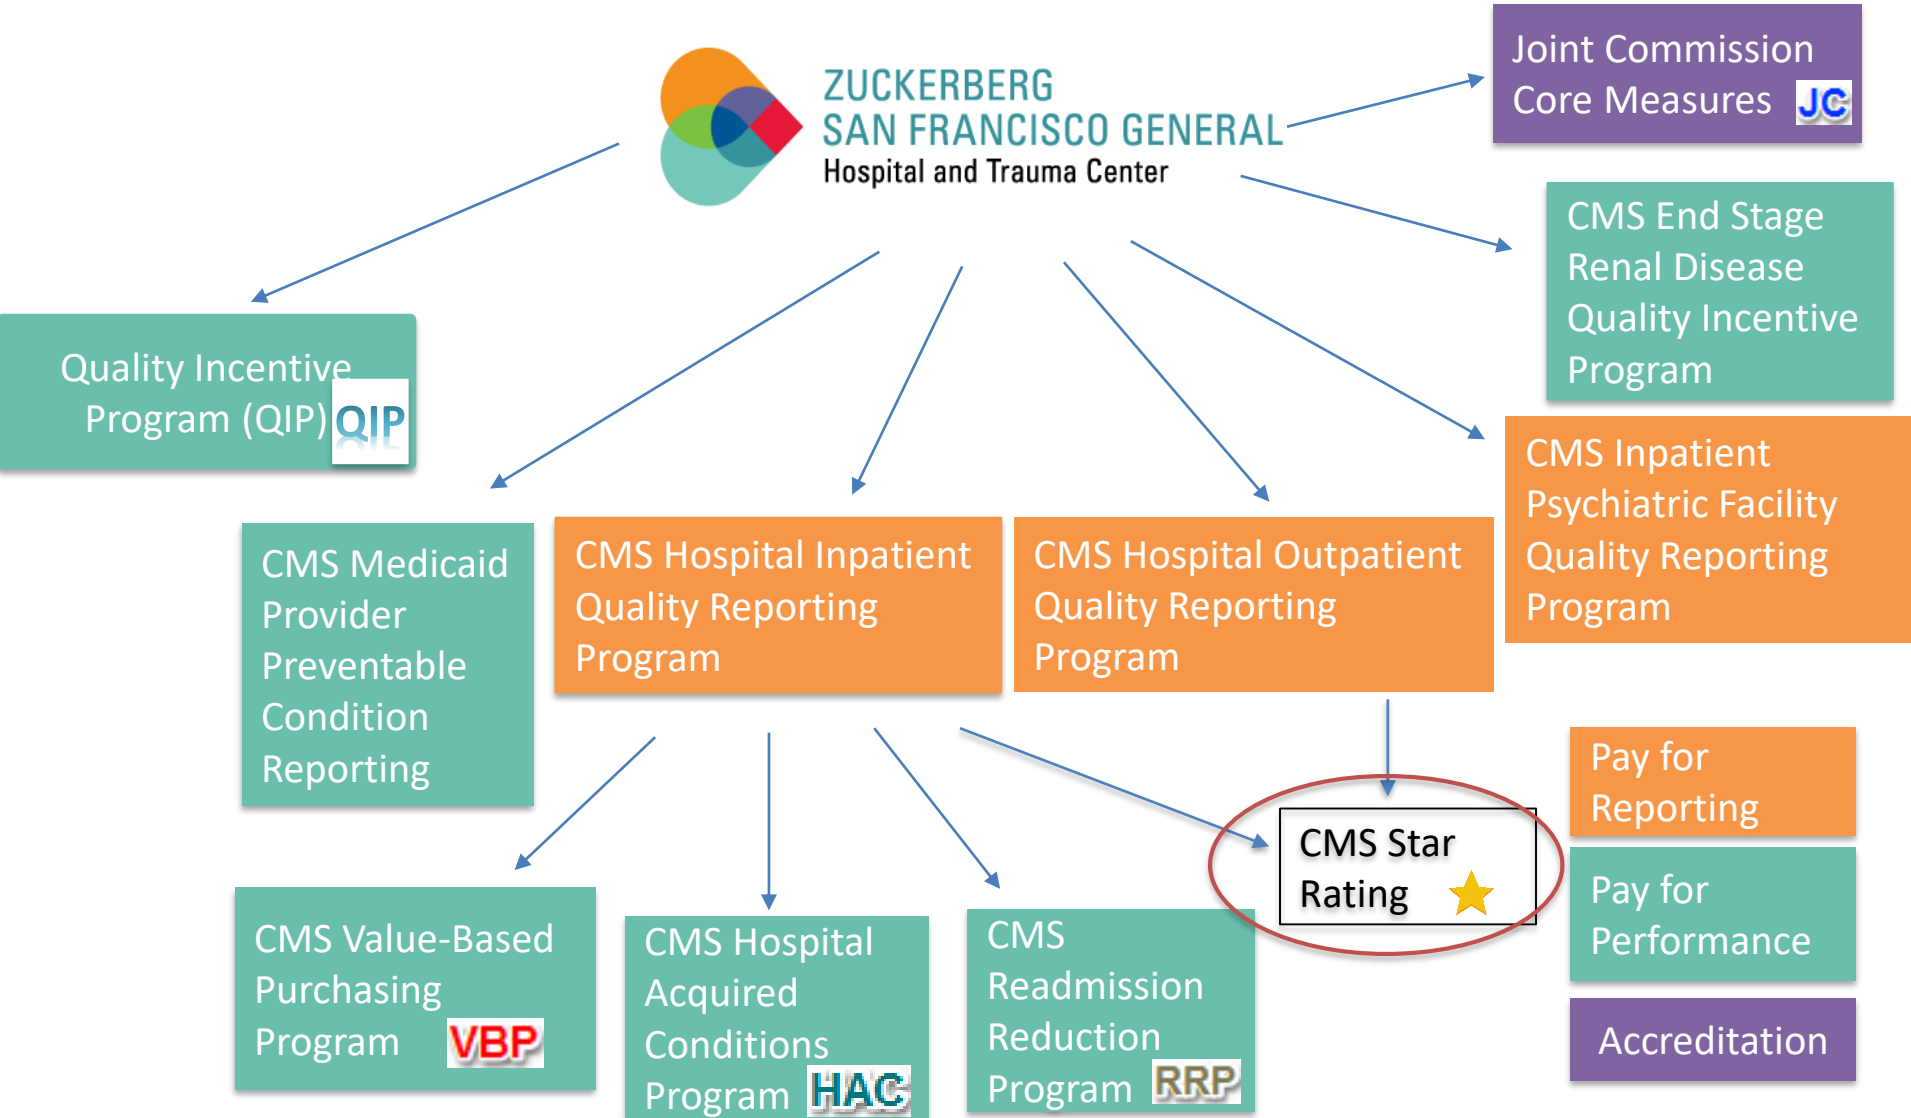 ZUCKERBERG
SAN FRANCISCO GENERAL
Hospital and Trauma Center
Joint Commission
Core Measures JC
CMS End Stage
Renal Disease
Quality Incentive
Program
Quality Incentive
Program (QIP) QIP
CMS Inpatient
Psychiatric Facility
Quality Reporting
Program
CMS Medicaid
Provider
Preventable
Condition
Reporting
CMS Hospital Inpatient
Quality Reporting
Program
CMS Hospital Outpatient
Quality Reporting
Program
CMS Value-Based
Purchasing
Program VBP
CMS Hospital
Acquired
Conditions
Program HAC
CMS
Readmission
Reduction
Program RRP
CMS Star
Rating
Pay for
Reporting
Pay for
Performance
Accreditation